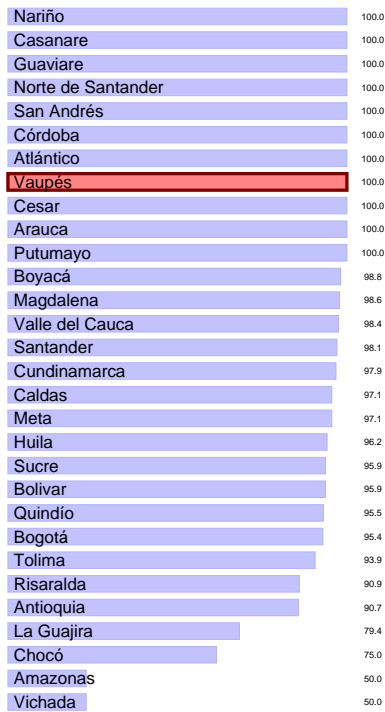 Nariño 100.0
Casanare 100.0
Guaviare 100.0
Norte de Santander 100.0
San Andrés 100.0
Córdoba 100.0
Atlántico 100.0
Vaupés 100.0
Cesar 100.0
Arauca 100.0
Putumayo 100.0
Boyacá 98.8
Magdalena 98.6
Valle del Cauca 98.4
Santander 98.1
Cundinamarca 97.9
Caldas 97.1
Meta 97.1
Huila 96.2
Sucre 95.9
Bolivar 95.9
Quindío 95.5
Bogotá 95.4
Tolima 93.9
Risaralda 90.9
Antioquia 90.7
La Guajira 79.4
Chocó 75.0
Amazonas 50.0
Vichada 50.0